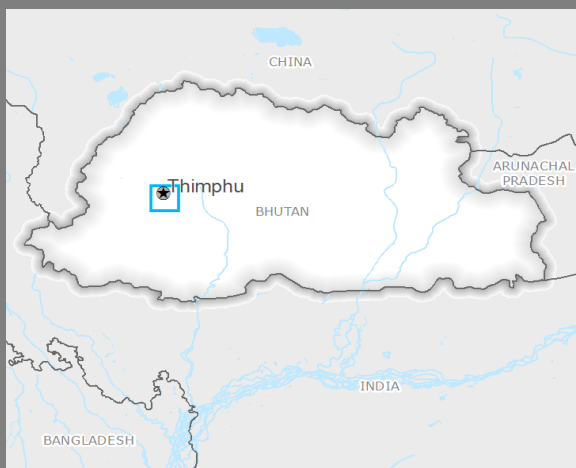 CHINA
Thimphu
ARUNACHAL
PRADESH
BHUTAN
INDIA
BANGLADESH